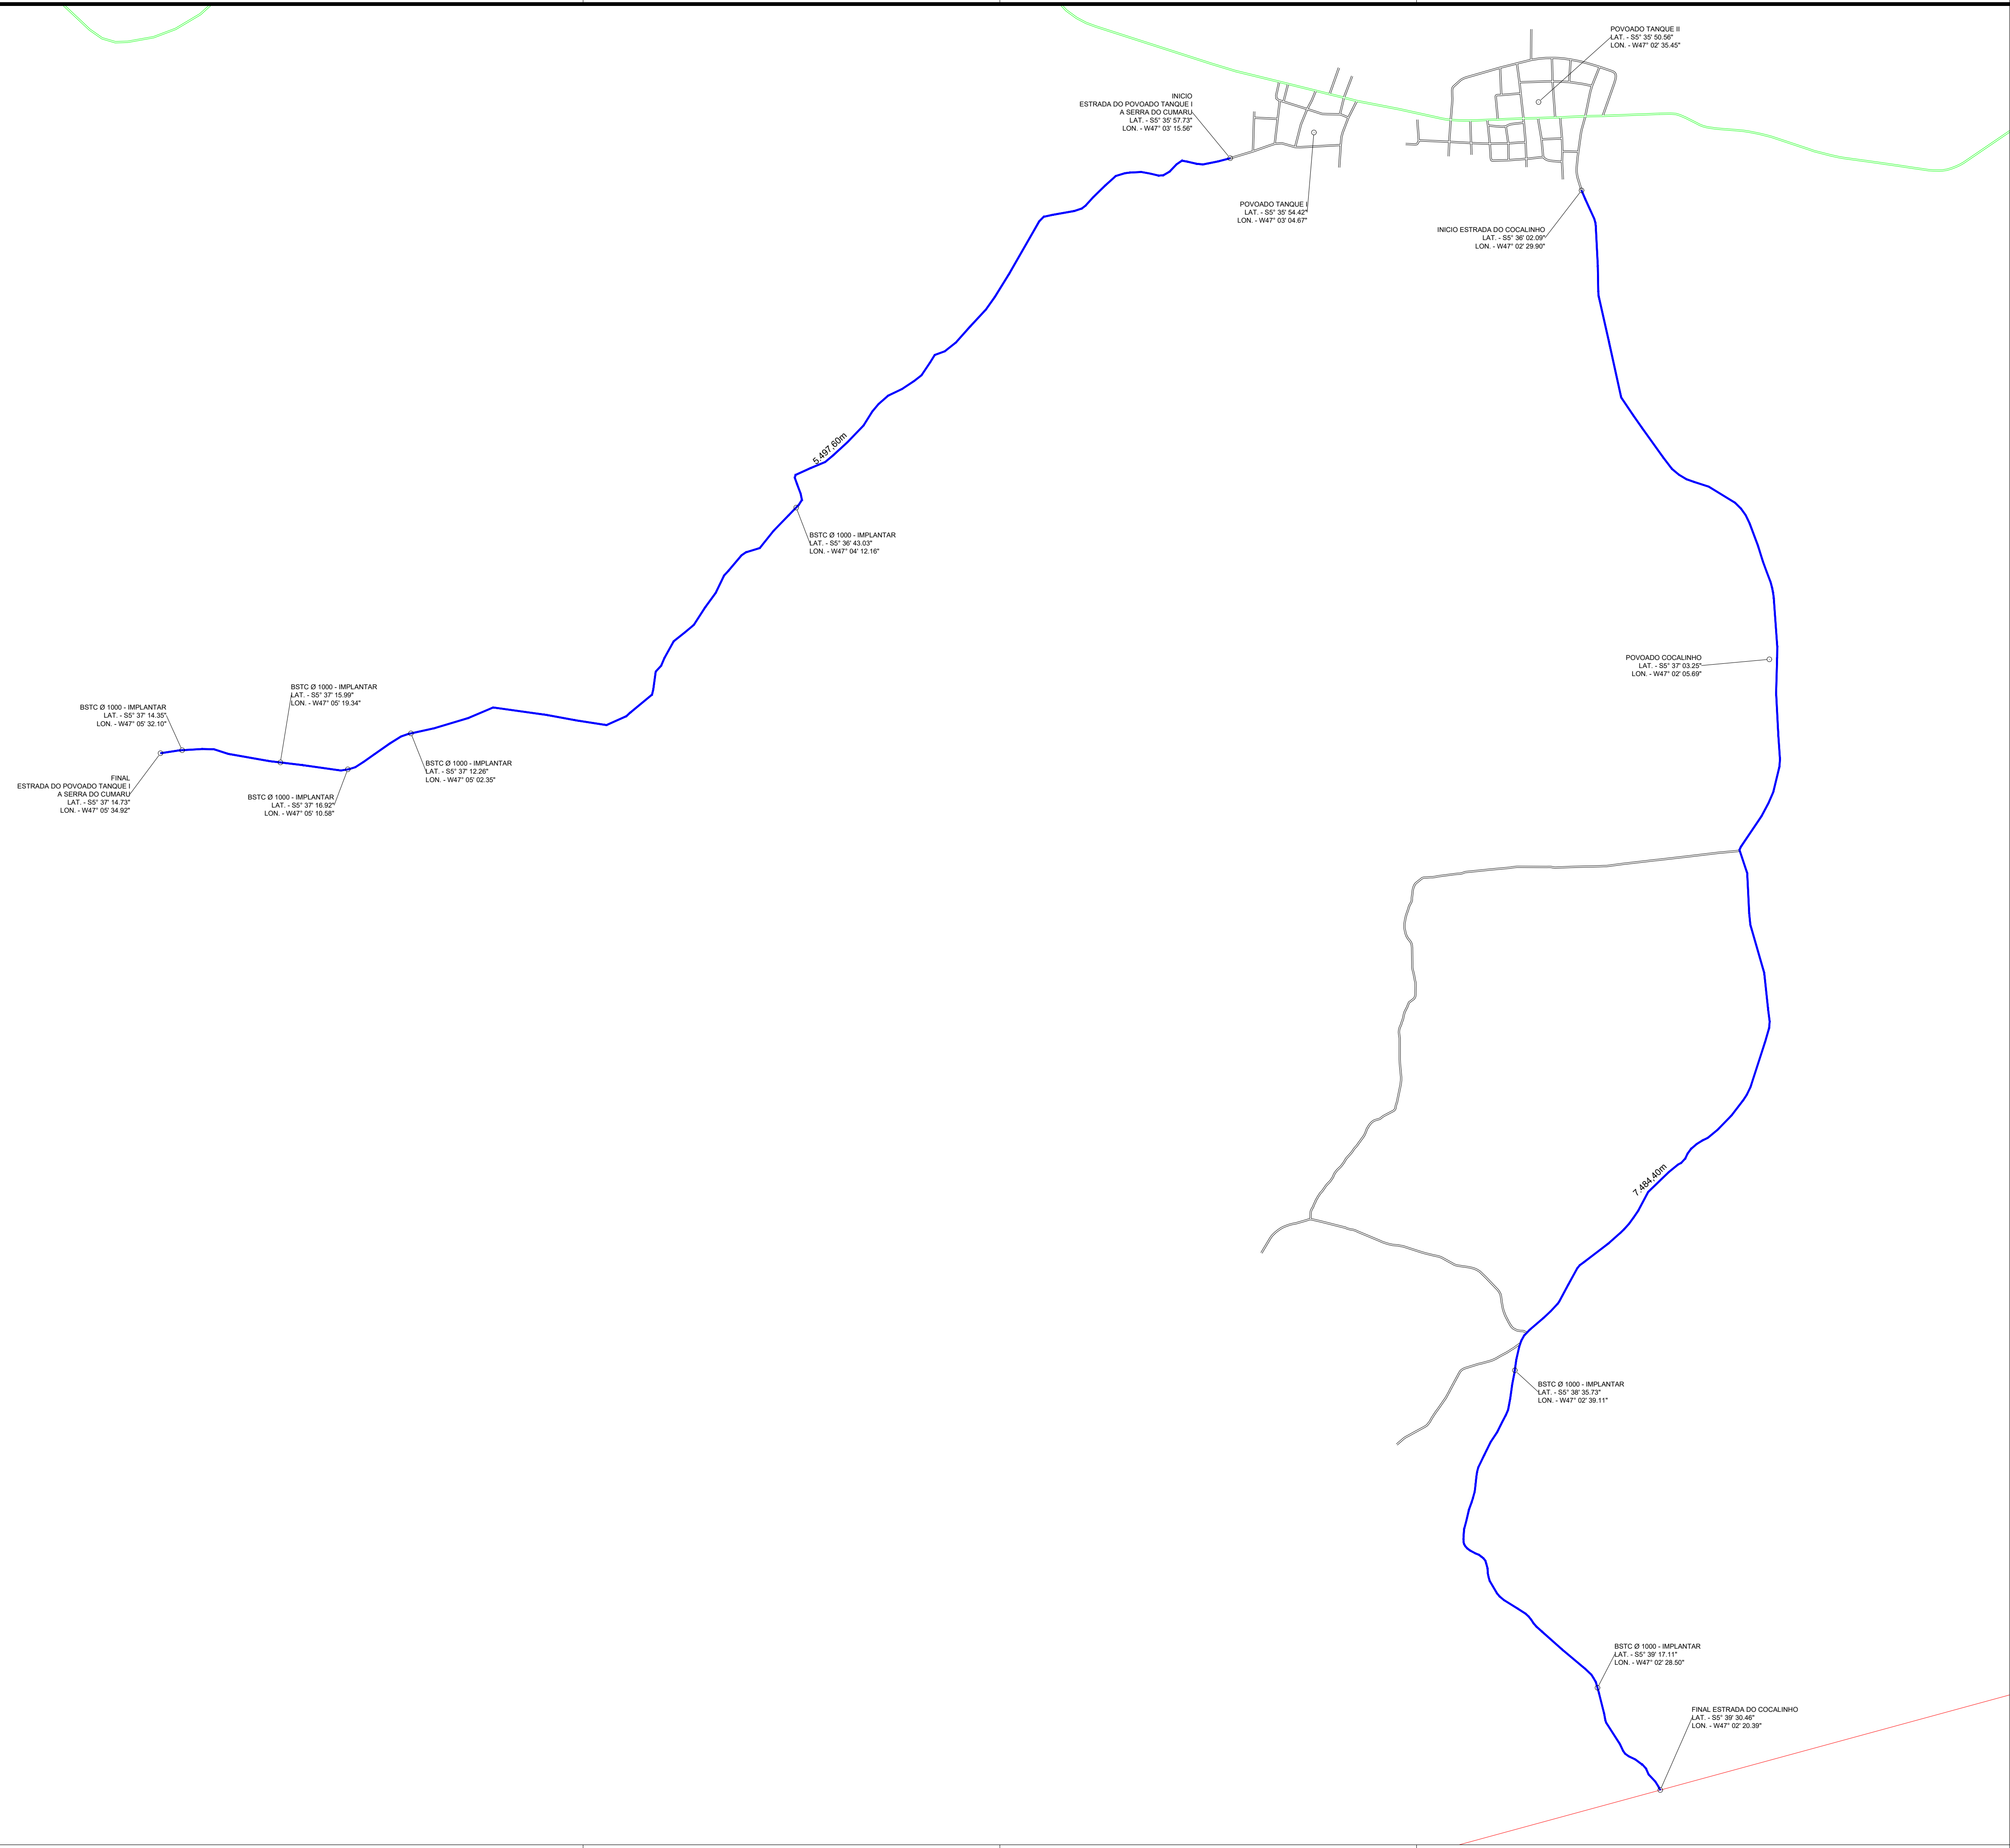 POVOADO TANQUE II
LAT. - S5° 35' 50.56"
LON. - W47° 02' 35.45"
INICIO
ESTRADA DO POVOADO TANQUE I
A SERRA DO CUMARU
LAT. - S5° 35' 57.73"
LON. - W47° 03' 15.56"
POVOADO TANQUE I
LAT. - S5° 35' 54.42"
LON. - W47° 03' 04.67"
INICIO ESTRADA DO COCALINHO
LAT. - S5° 36' 02.09"
LON. - W47° 02' 29.90"
5.497,60m
BSTC Ø 1000 - IMPLANTAR
LAT. - S5° 36' 43.03"
LON. - W47° 04' 12.16"
POVOADO COCALINHO
LAT. - S5° 37' 03.25"
LON. - W47° 02' 05.69"
BSTC Ø 1000 - IMPLANTAR
LAT. - S5° 37' 15.99"
LON. - W47° 05' 19.34"
BSTC Ø 1000 - IMPLANTAR
LAT. - S5° 37' 14.35"
LON. - W47° 05' 32.10"
BSTC Ø 1000 - IMPLANTAR
LAT. - S5° 37' 12.26"
LON. - W47° 05' 02.35"
FINAL
ESTRADA DO POVOADO TANQUE I
A SERRA DO CUMARU
LAT. - S5° 37' 14.73"
LON. - W47° 05' 34.92"
BSTC Ø 1000 - IMPLANTAR
LAT. - S5° 37' 16.92"
LON. - W47° 05' 10.58"
7.484,40m
BSTC Ø 1000 - IMPLANTAR
LAT. - S5° 38' 35.73"
LON. - W47° 02' 39.11"
BSTC Ø 1000 - IMPLANTAR
LAT. - S5° 39' 17.11"
LON. - W47° 02' 28.50"
FINAL ESTRADA DO COCALINHO
LAT. - S5° 39' 30.46"
LON. - W47° 02' 20.39"